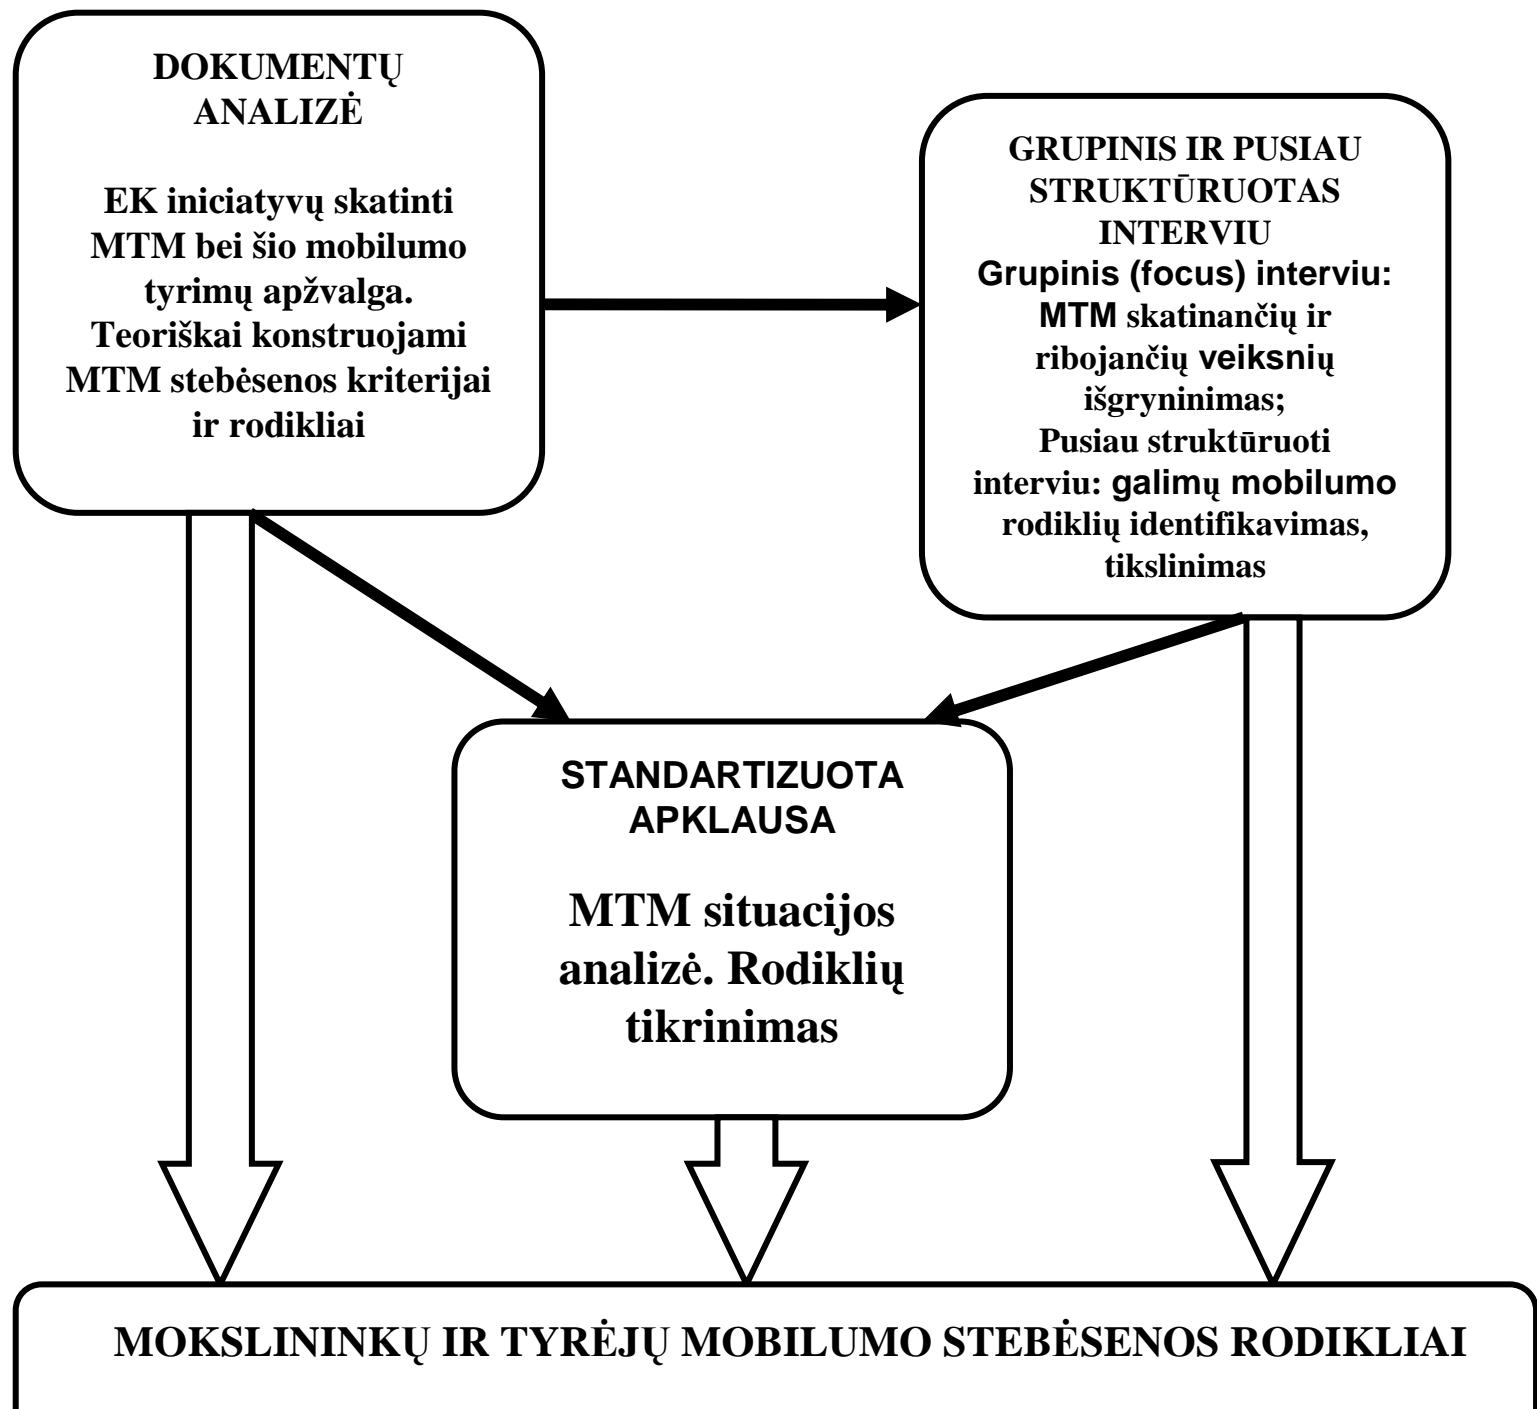 DOKUMENTŲ
ANALIZĖ
EK iniciatyvų skatinti
MTM bei šio mobilumo
tyrimų apžvalga.
Teoriškai konstruojami
MTM stebėsenos kriterijai
ir rodikliai
GRUPINIS IR PUSIAU
STRUKTŪRUOTAS
INTERVIU
Grupinis (focus) interviu:
MTM skatinančių ir
ribojančių veiksnių
išgryninimas;
Pusiau struktūruoti
interviu: galimų mobilumo
rodiklių identifikavimas,
tikslinimas
STANDARTIZUOTA
APKLAUSA
MTM situacijos
analizė. Rodiklių
tikrinimas
MOKSLININKŲ IR TYRĖJŲ MOBILUMO STEBĖSENOS RODIKLIAI